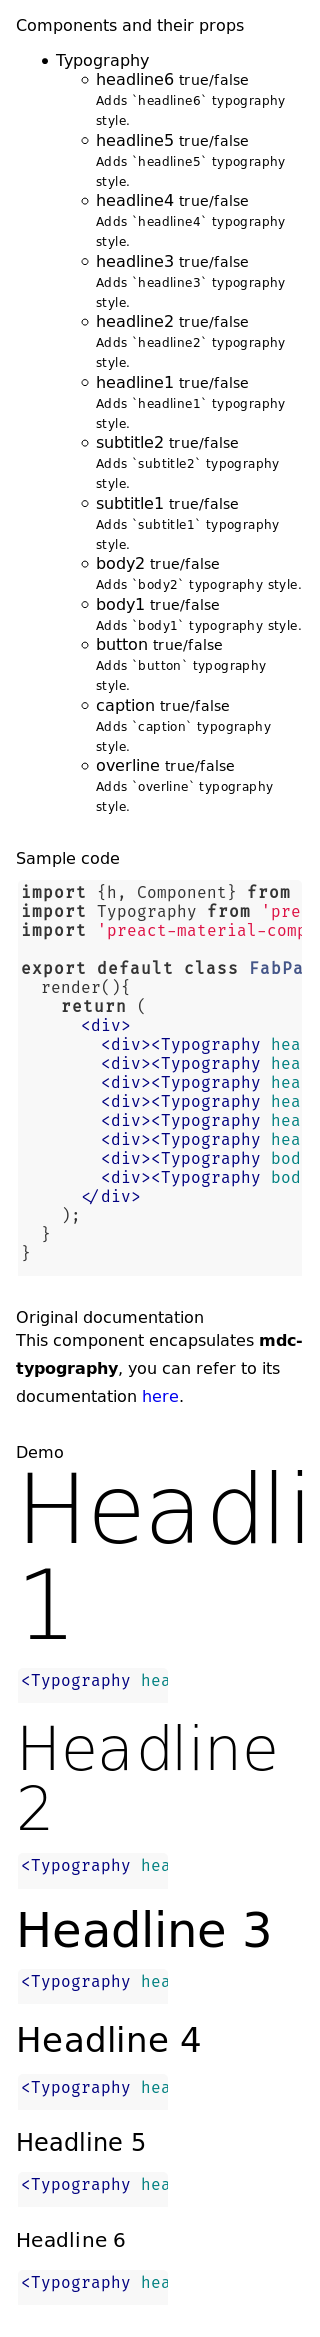 Components and their props
Typography
headline6 true/false
Adds `headline6` typography
style.
headline5 true/false
Adds `headline5` typography
style.
headline4 true/false
Adds `headline4` typography
style.
headline3 true/false
Adds `headline3` typography
style.
headline2 true/false
Adds `headline2` typography
style.
headline1 true/false
Adds `headline1` typography
style.
subtitle2 true/false
Adds `subtitle2` typography
style.
subtitle1 true/false
Adds `subtitle1` typography
style.
body2 true/false
Adds `body2` typography style.
body1 true/false
Adds `body1` typography style.
button true/false
Adds `button` typography
style.
caption true/false
Adds `caption` typography
style.
overline true/false
Adds `overline` typography
style.
Sample code
import {h, Component} from
import Typography from 'pre
import 'preact-material-comp
export default class FabPa
render(){
return (
<div>
<div><Typography hea
<div><Typography hea
<div><Typography hea
<div><Typography hea
<div><Typography hea
<div><Typography hea
<div><Typography bod
<div><Typography bod
</div>
);
}
}
Original documentation
This component encapsulates mdc-
typography, you can refer to its
documentation here.
Demo
Headli
1
<Typography hea
Headline
2
<Typography hea
Headline 3
<Typography hea
Headline 4
<Typography hea
Headline 5
<Typography hea
Headline 6
<Typography hea